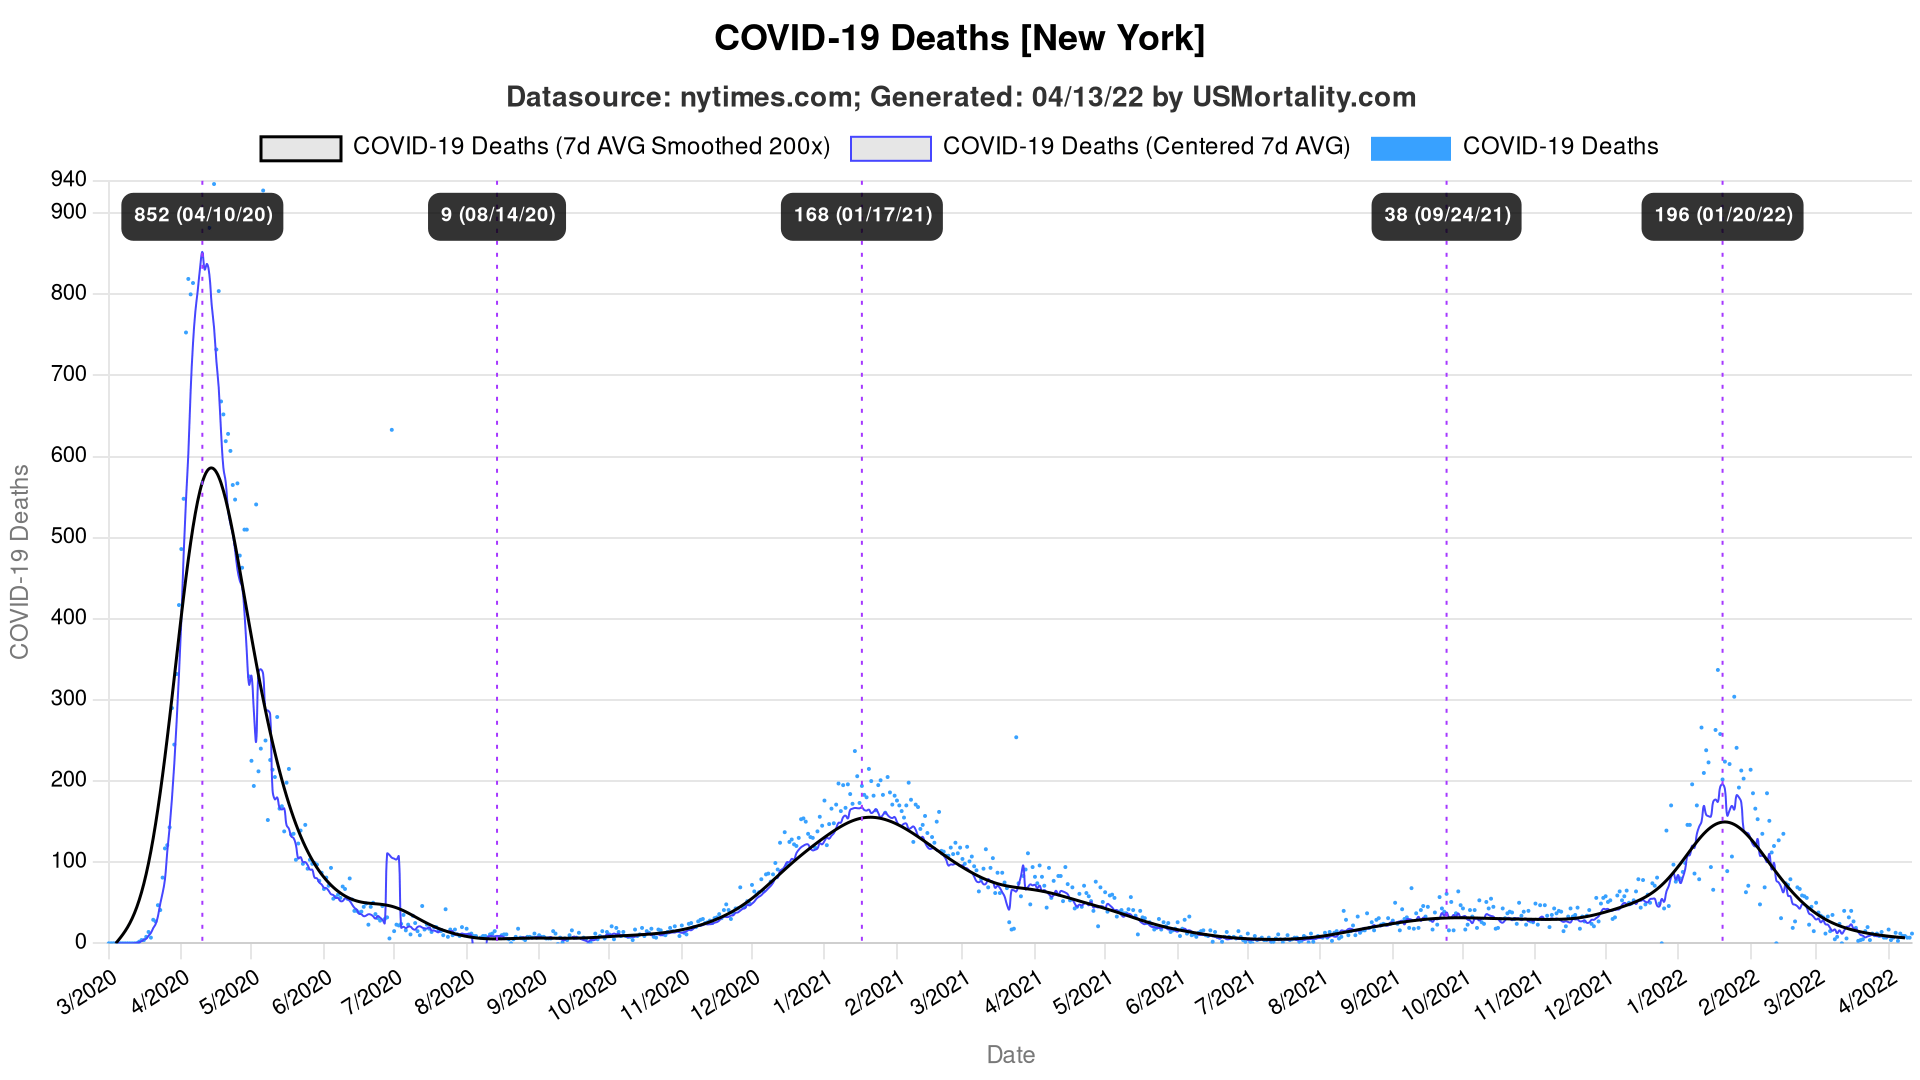 COVID-19 Deaths [New York]
Datasource: nytimes.com; Generated: 04/13/22 by USMortality.com
COVID-19 Deaths (7d AVG Smoothed 200x) COVID-19 Deaths (Centered 7d AVG) COVID-19 Deaths
852 (04/10/20) 9 (08/14/20) 168 (01/17/21) 38 (09/24/21) 196 (01/20/22)
940
900
800
700
600
500
400
300
200
100
0
COVID-19 Deaths
3/2020 4/2020 5/2020 6/2020 7/2020 8/2020 9/2020 10/2020 11/2020 12/2020 1/2021 2/2021 3/2021 4/2021 5/2021 6/2021 7/2021 8/2021 9/2021 10/2021 11/2021 12/2021 1/2022 2/2022 3/2022 4/2022
Date